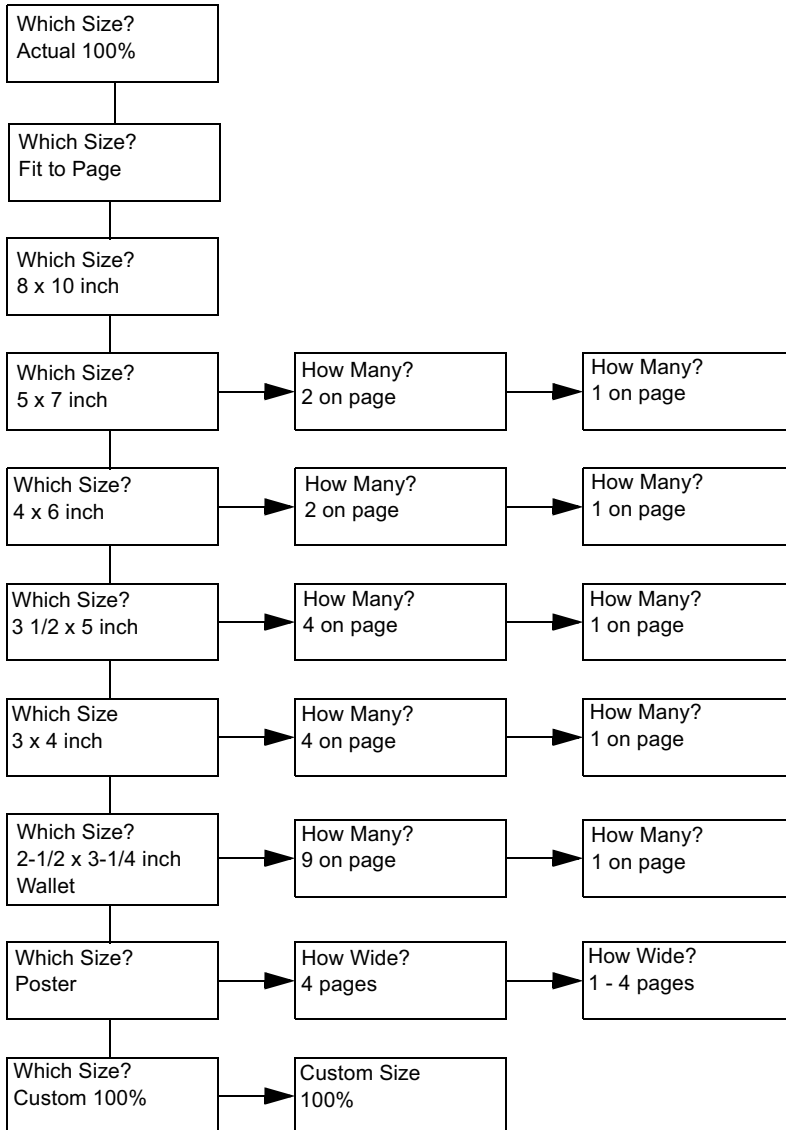 Which Size?
Actual 100%
Which Size?
Fit to Page
Which Size?
8 x 10 inch
Which Size?
5 x 7 inch
How Many?
2 on page
How Many?
1 on page
Which Size?
4 x 6 inch
How Many?
2 on page
How Many?
1 on page
Which Size?
3 1/2 x 5 inch
How Many?
4 on page
How Many?
1 on page
Which Size
3 x 4 inch
How Many?
4 on page
How Many?
1 on page
Which Size?
2-1/2 x 3-1/4 inch
Wallet
How Many?
9 on page
How Many?
1 on page
Which Size?
Poster
How Wide?
4 pages
How Wide?
1 - 4 pages
Which Size?
Custom 100%
Custom Size
100%